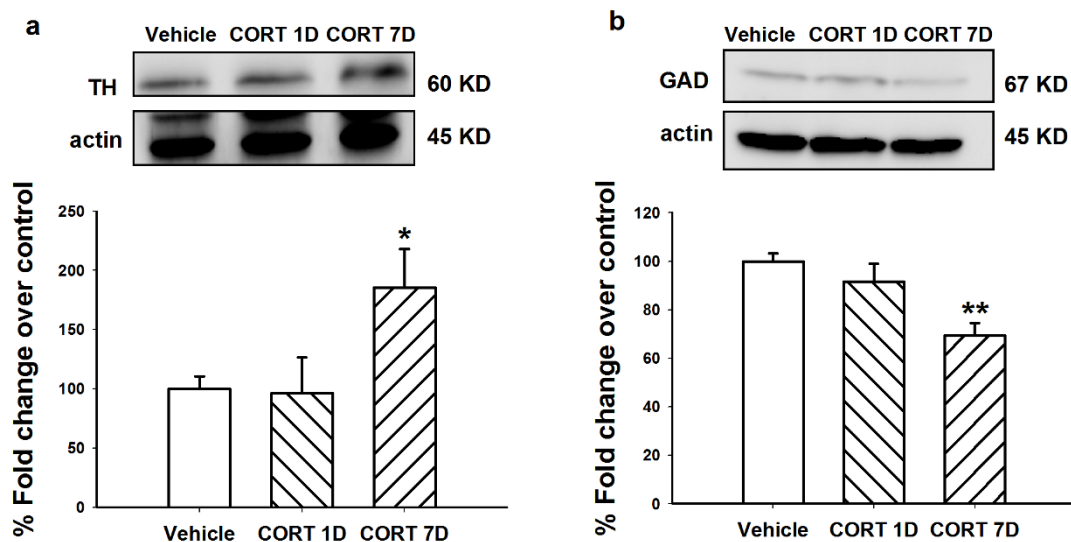 a
Vehicle CORT 1D CORT 7D
TH 60 KD
actin 45 KD
% Fold change over control
250
200
150
100
50
0
*
Vehicle CORT 1D CORT 7D
b
Vehicle CORT 1D CORT 7D
GAD 67 KD
actin 45 KD
% Fold change over control
120
100
80
60
40
20
0
**
Vehicle CORT 1D CORT 7D